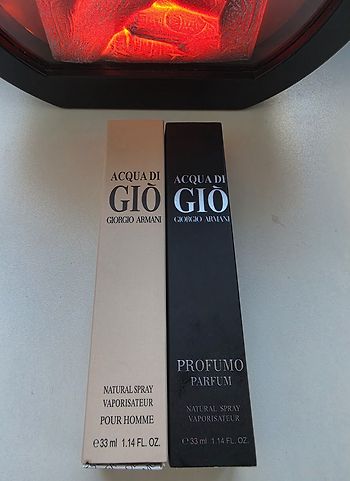 ACQUA DI
GIÒ
GIORGIO ARMANI
NATURAL SPRAY
VAPORISATEUR
POUR HOMME
℮33 ml 1.14 FL. OZ.
ACQUA DI
GIÒ
GIORGIO ARMANI
PROFUMO
PARFUM
NATURAL SPRAY
VAPORISATEUR
℮33 ml 1.14 FL. OZ.